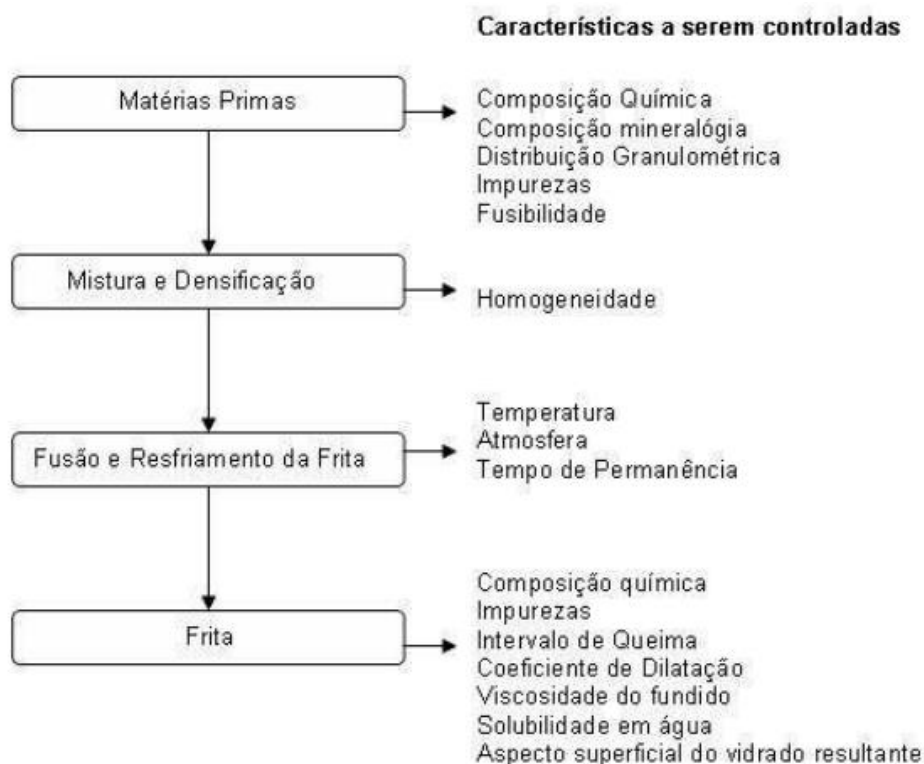 Características a serem controladas
Matérias Primas
Composição Química
Composição mineralógia
Distribuição Granulométrica
Impurezas
Fusibilidade
Mistura e Densificação
Homogeneidade
Fusão e Resfriamento da Frita
Temperatura
Atmosfera
Tempo de Permanência
Frita
Composição química
Impurezas
Intervalo de Queima
Coeficiente de Dilatação
Viscosidade do fundido
Solubilidade em água
Aspecto superficial do vidrado resultante